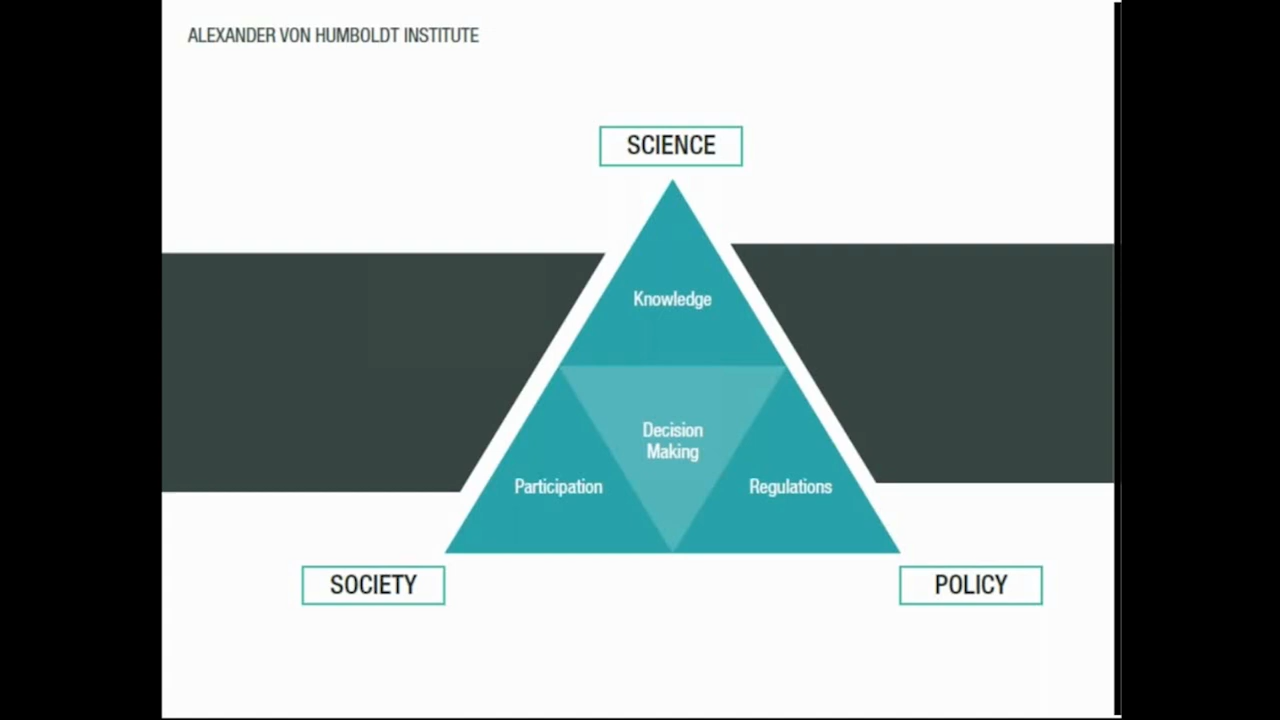 ALEXANDER VON HUMBOLDT INSTITUTE
SCIENCE
Knowledge
Decision
Making
Participation
Regulations
SOCIETY
POLICY